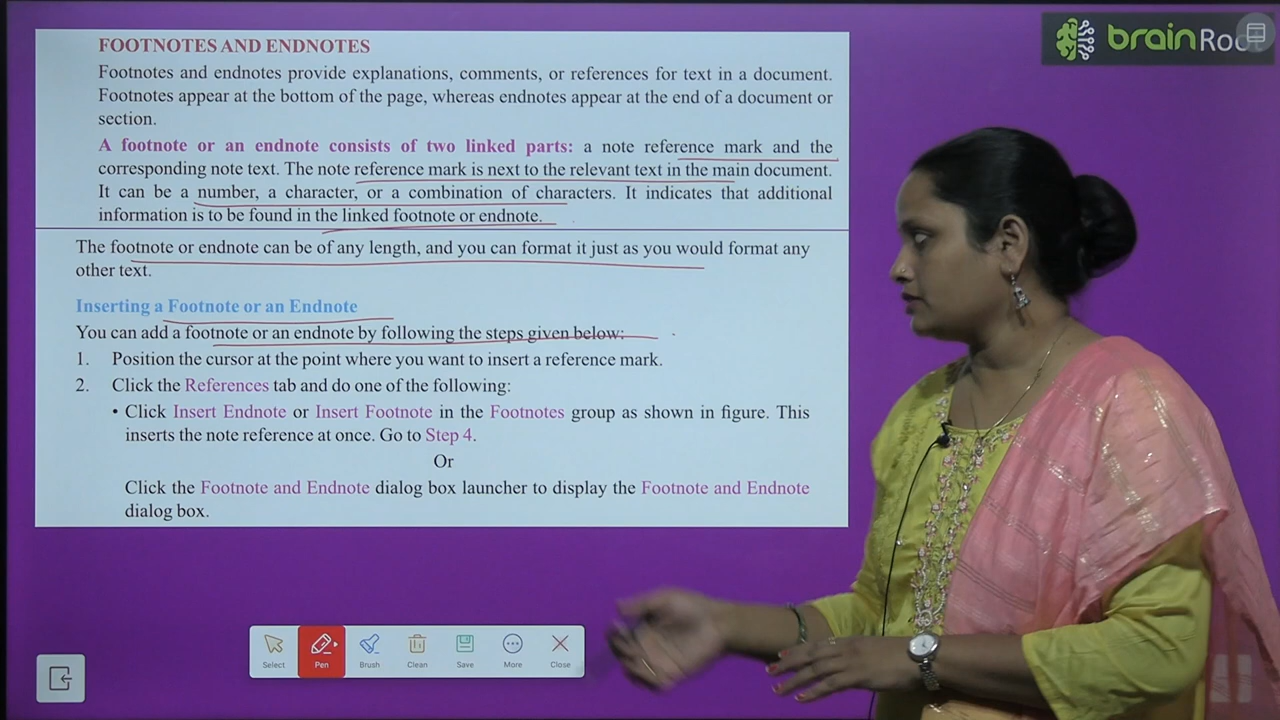 FOOTNOTES AND ENDNOTES
Footnotes and endnotes provide explanations, comments, or references for text in a document.
Footnotes appear at the bottom of the page, whereas endnotes appear at the end of a document or
section.
A footnote or an endnote consists of two linked parts: a note reference mark and the
corresponding note text. The note reference mark is next to the relevant text in the main document.
It can be a number, a character, or a combination of characters. It indicates that additional
information is to be found in the linked footnote or endnote.
The footnote or endnote can be of any length, and you can format it just as you would format any
other text.
Inserting a Footnote or an Endnote
You can add a footnote or an endnote by following the steps given below:
1. Position the cursor at the point where you want to insert a reference mark.
2. Click the References tab and do one of the following:
• Click Insert Endnote or Insert Footnote in the Footnotes group as shown in figure. This
inserts the note reference at once. Go to Step 4.
Or
Click the Footnote and Endnote dialog box launcher to display the Footnote and Endnote
dialog box.
Select Pen Brush Clean Save More Close